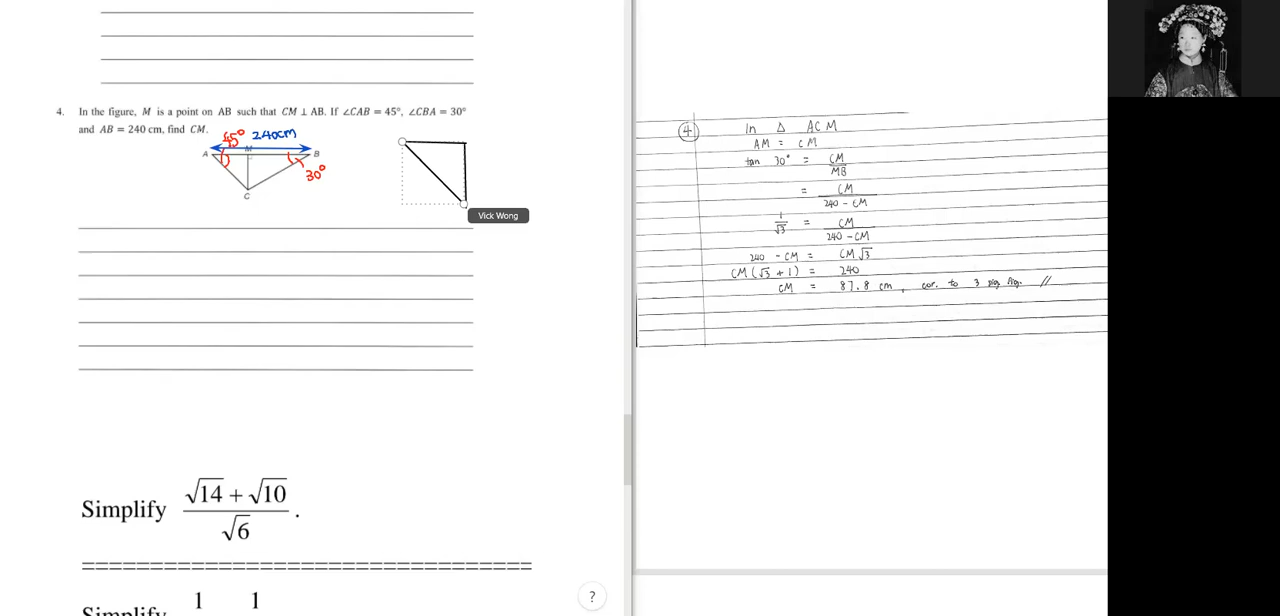 4. In the figure, M is a point on AB such that CM ⊥ AB. If ∠CAB = 45°, ∠CBA = 30°
and AB = 240 cm, find CM.
45° 240cm
A M B
30°
C
Vick Wong
Simplify (√14 + √10)/√6 .
==================================
Simplify 1 1
?
④ In Δ ACM
AM = CM
tan 30° = CM/MB
= CM/(240 - CM)
1/√3 = CM/(240 - CM)
240 - CM = CM√3
CM(√3 + 1) = 240
CM = 87.8 cm, cor. to 3 sig. fig. //